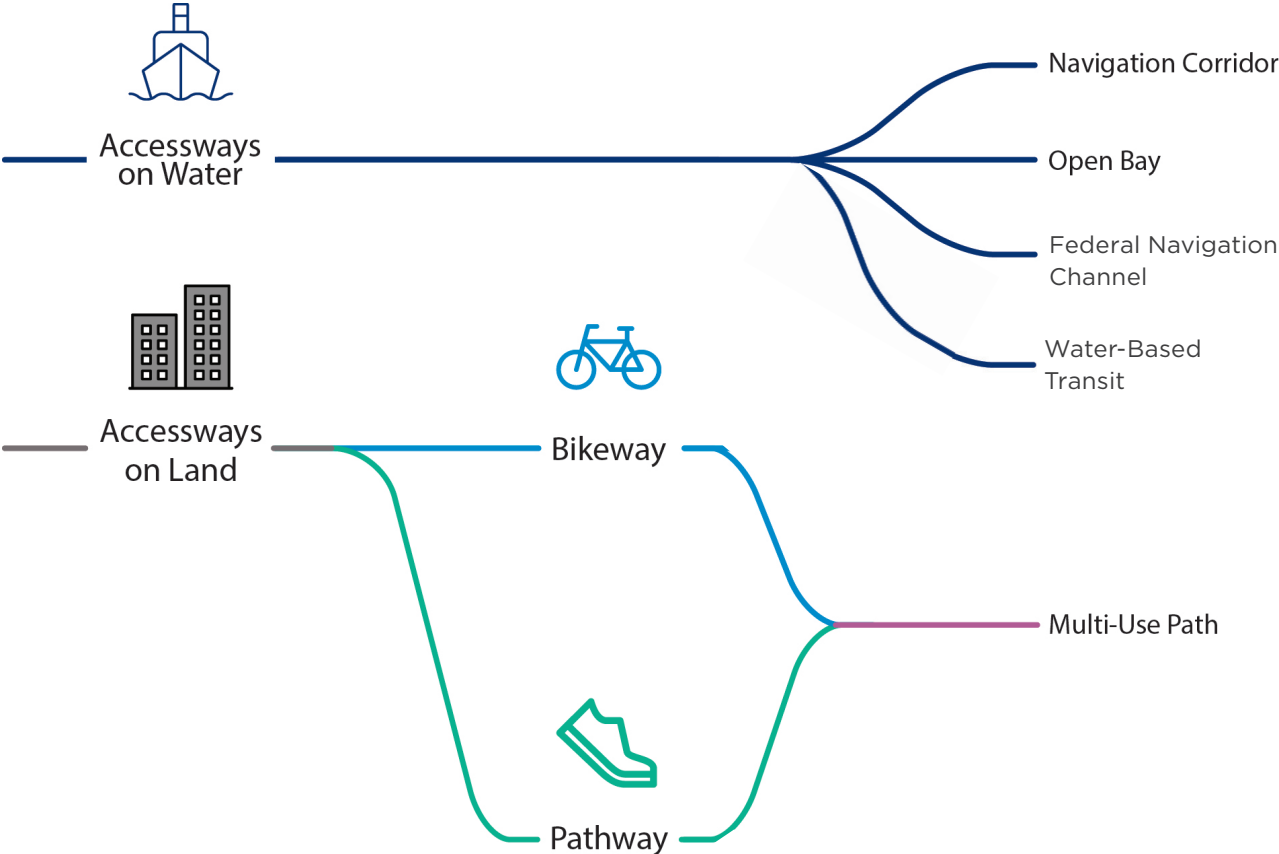 Navigation Corridor
Accessways
on Water
Open Bay
Federal Navigation
Channel
Water-Based
Transit
Accessways
on Land
Bikeway
Multi-Use Path
Pathway